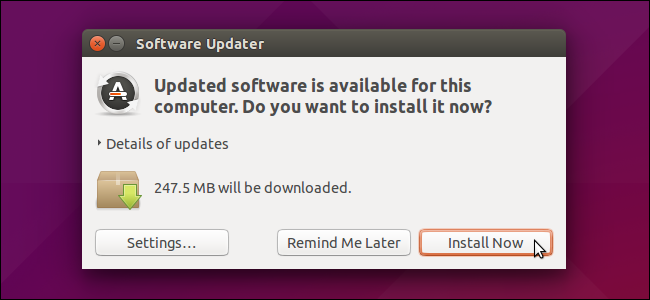 Software Updater
Updated software is available for this
computer. Do you want to install it now?
Details of updates
247.5 MB will be downloaded.
Settings...
Remind Me Later
Install Now